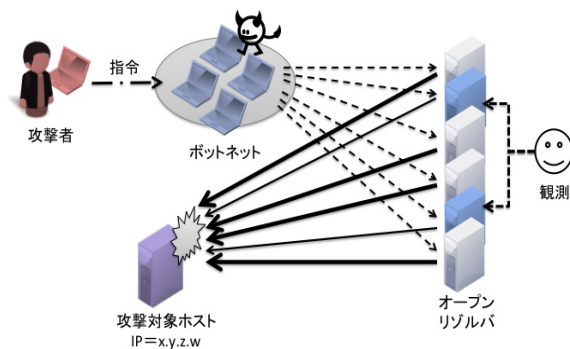 指令
攻撃者
ボットネット
観測
オープン
リゾルバ
攻撃対象ホスト
IP=x.y.z.w